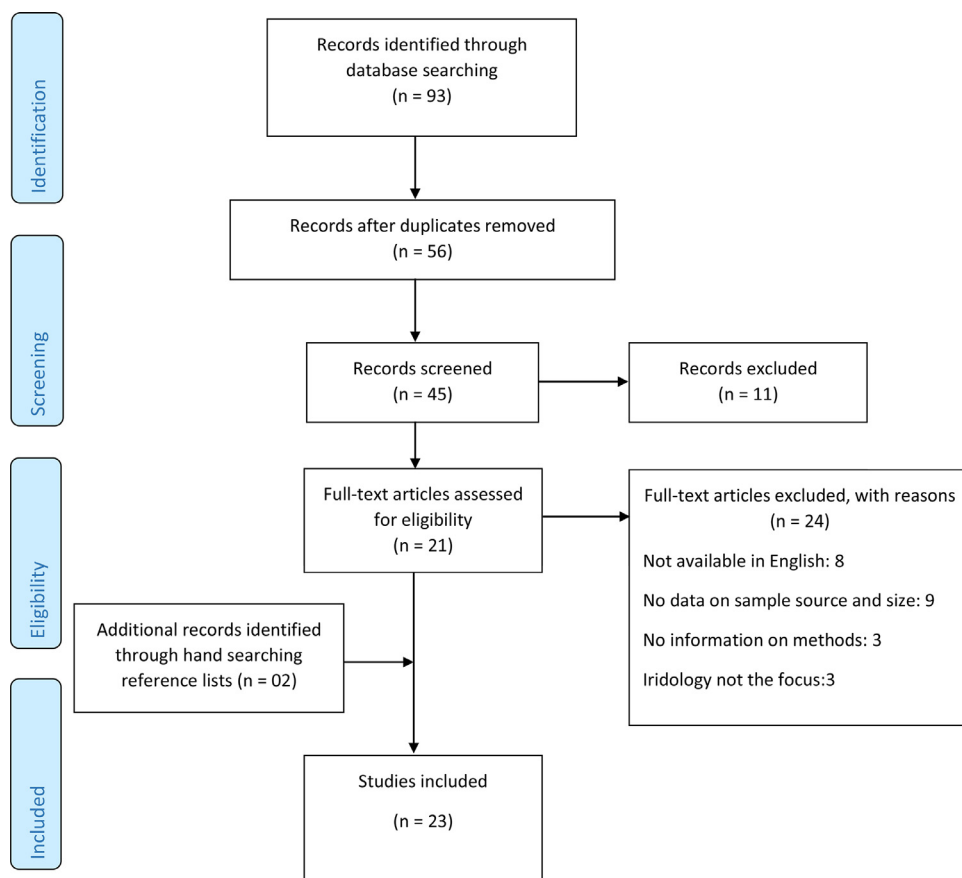 Identification
Records identified through
database searching
(n = 93)
Records after duplicates removed
(n = 56)
Screening
Records screened
(n = 45)
Records excluded
(n = 11)
Eligibility
Full-text articles assessed
for eligibility
(n = 21)
Full-text articles excluded, with reasons
(n = 24)
Not available in English: 8
No data on sample source and size: 9
No information on methods: 3
Iridology not the focus:3
Additional records identified
through hand searching
reference lists (n = 02)
Included
Studies included
(n = 23)